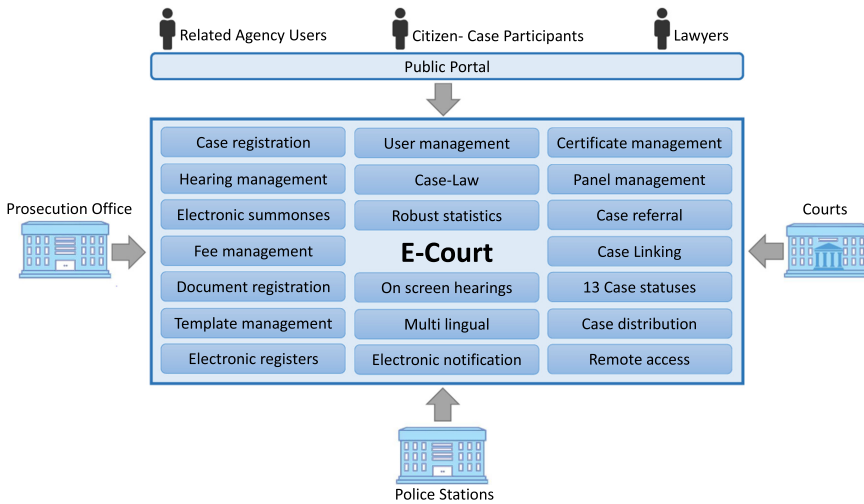 Related Agency Users
Citizen- Case Participants
Lawyers
Public Portal
Case registration
User management
Certificate management
Hearing management
Case-Law
Panel management
Prosecution Office
Electronic summonses
Robust statistics
Case referral
Courts
Fee management
E-Court
Case Linking
Document registration
On screen hearings
13 Case statuses
Template management
Multi lingual
Case distribution
Electronic registers
Electronic notification
Remote access
Police Stations